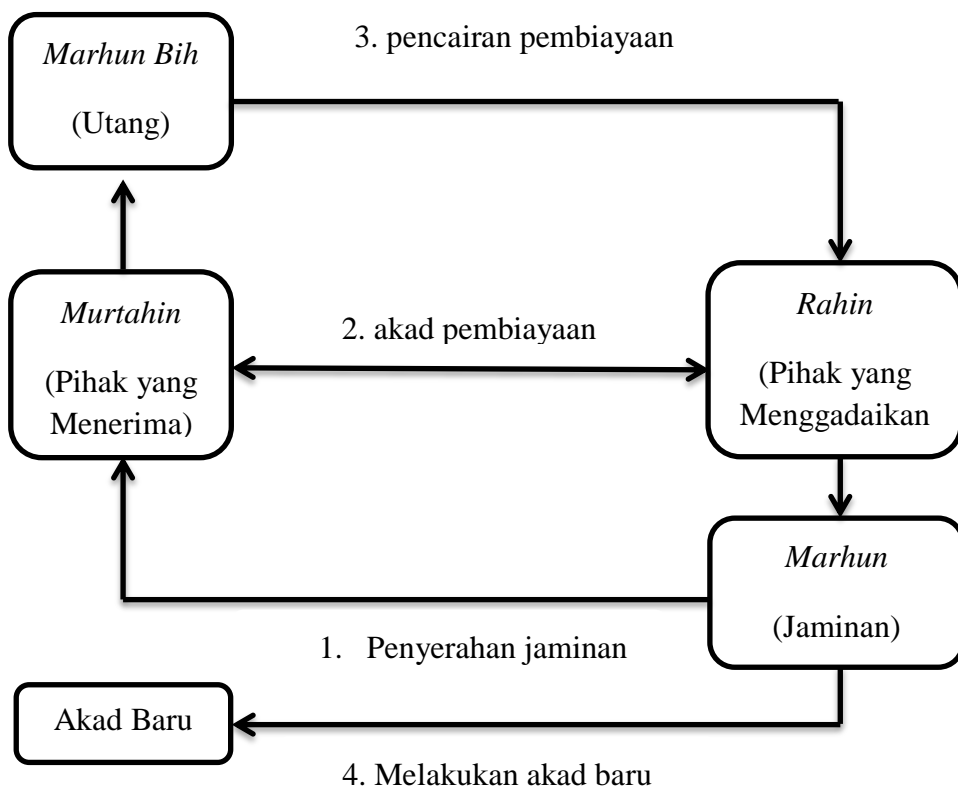 3. pencairan pembiayaan
Marhun Bih
(Utang)
Murtahin
(Pihak yang
Menerima)
2. akad pembiayaan
Rahin
(Pihak yang
Menggadaikan
Marhun
(Jaminan)
1. Penyerahan jaminan
Akad Baru
4. Melakukan akad baru